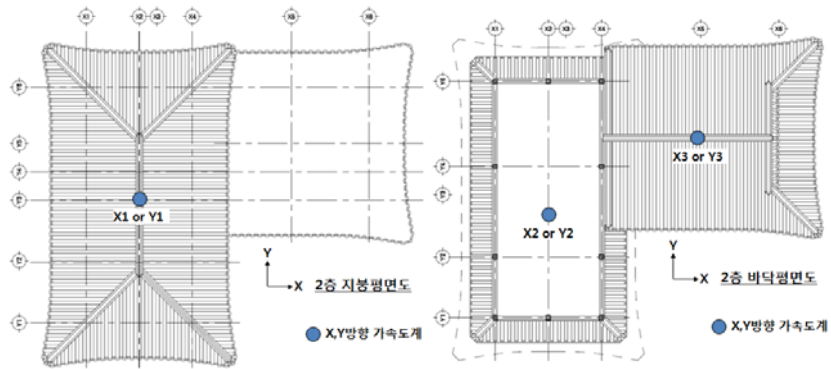 X1 X2 X3 X4 X5 X6
X1 or Y1
Y
X
2층 지붕평면도
X,Y방향 가속도계
X1 X2 X3 X4 X5 X6
X3 or Y3
X2 or Y2
Y
X
2층 바닥평면도
X,Y방향 가속도계